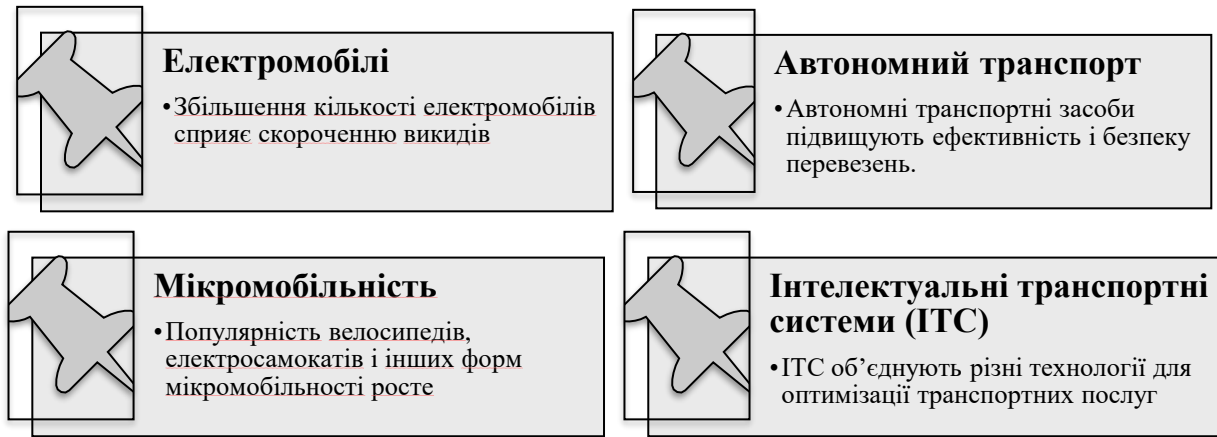 Електромобілі
•Збільшення кількості електромобілів
сприяє скороченню викидів
Автономний транспорт
•Автономні транспортні засоби
підвищують ефективність і безпеку
перевезень.
Мікромобільність
•Популярність велосипедів,
електросамокатів і інших форм
мікромобільності росте
Інтелектуальні транспортні
системи (ІТС)
•ІТС об’єднують різні технології для
оптимізації транспортних послуг